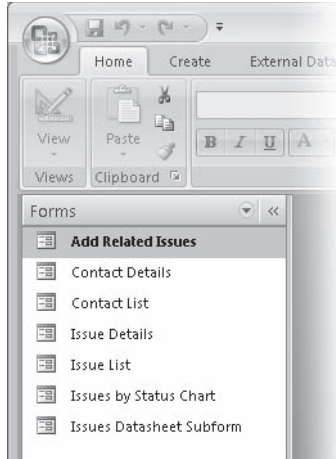 Home Create External Data
View
Paste
B I U A
Views Clipboard
Forms
Add Related Issues
Contact Details
Contact List
Issue Details
Issue List
Issues by Status Chart
Issues Datasheet Subform